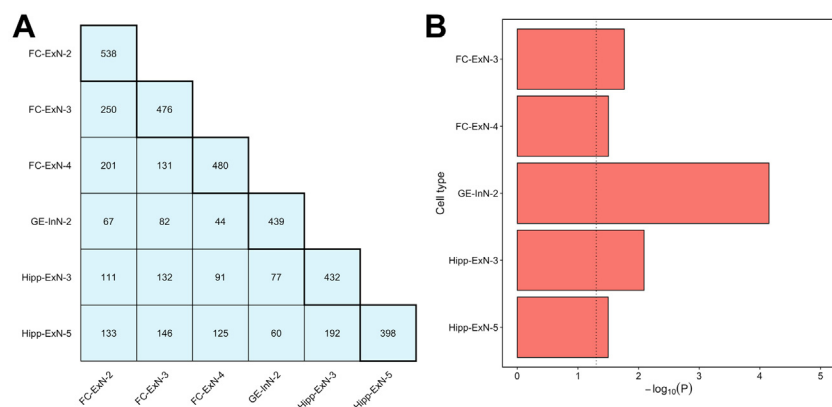 A
FC-ExN-2
538
FC-ExN-3
250 476
FC-ExN-4
201 131 480
GE-InN-2
67 82 44 439
Hipp-ExN-3
111 132 91 77 432
Hipp-ExN-5
133 146 125 60 192 398
FC-ExN-2
FC-ExN-3
FC-ExN-4
GE-InN-2
Hipp-ExN-3
Hipp-ExN-5
B
Cell type
FC-ExN-3
FC-ExN-4
GE-InN-2
Hipp-ExN-3
Hipp-ExN-5
0 1 2 3 4 5
−log₁₀(P)